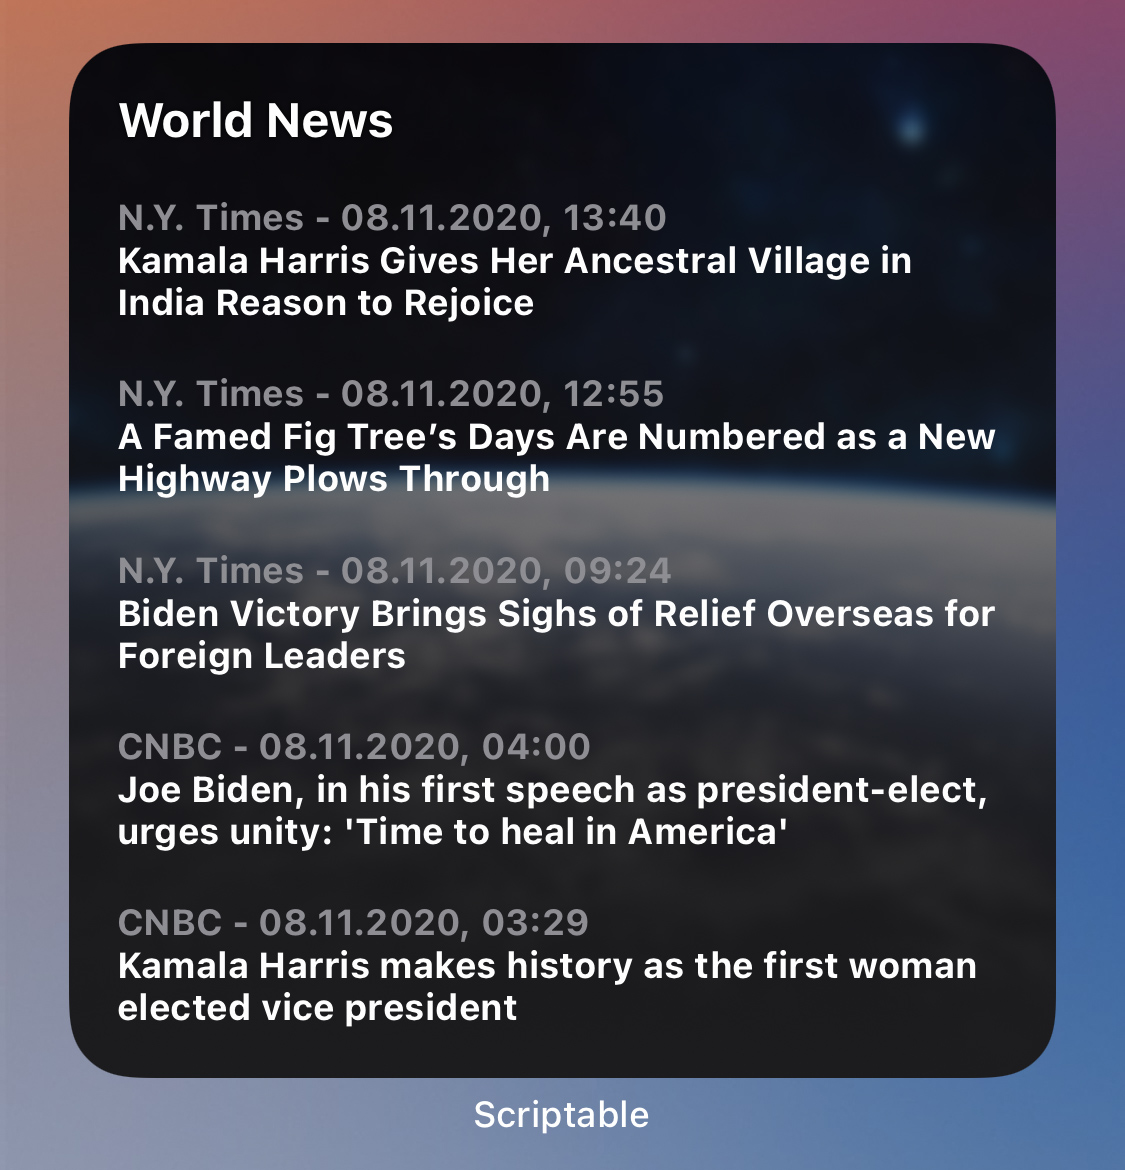 World News
N.Y. Times - 08.11.2020, 13:40
Kamala Harris Gives Her Ancestral Village in
India Reason to Rejoice
N.Y. Times - 08.11.2020, 12:55
A Famed Fig Tree’s Days Are Numbered as a New
Highway Plows Through
N.Y. Times - 08.11.2020, 09:24
Biden Victory Brings Sighs of Relief Overseas for
Foreign Leaders
CNBC - 08.11.2020, 04:00
Joe Biden, in his first speech as president-elect,
urges unity: 'Time to heal in America'
CNBC - 08.11.2020, 03:29
Kamala Harris makes history as the first woman
elected vice president
Scriptable